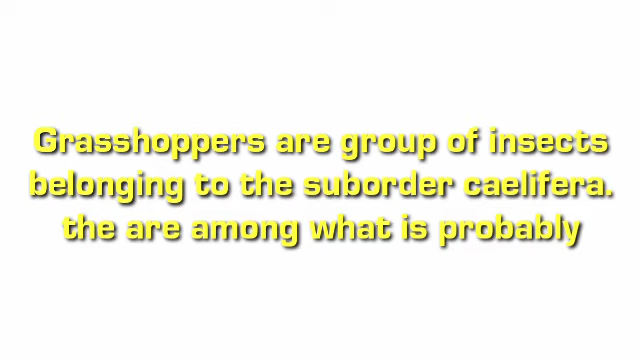 Grasshoppers are group of insects
belonging to the suborder caelifera.
the are among what is probably